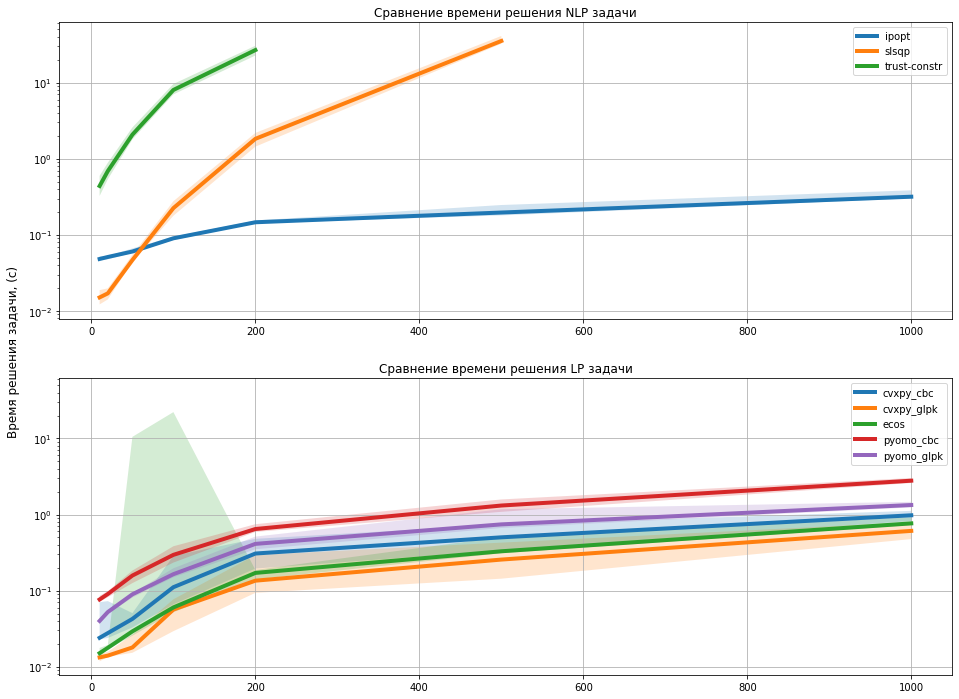 Сравнение времени решения NLP задачи
ipopt
slsqp
trust-constr
10¹
10⁰
10⁻¹
10⁻²
0 200 400 600 800 1000
Время решения задачи, (с)
Сравнение времени решения LP задачи
cvxpy_cbc
cvxpy_glpk
ecos
pyomo_cbc
pyomo_glpk
10¹
10⁰
10⁻¹
10⁻²
0 200 400 600 800 1000